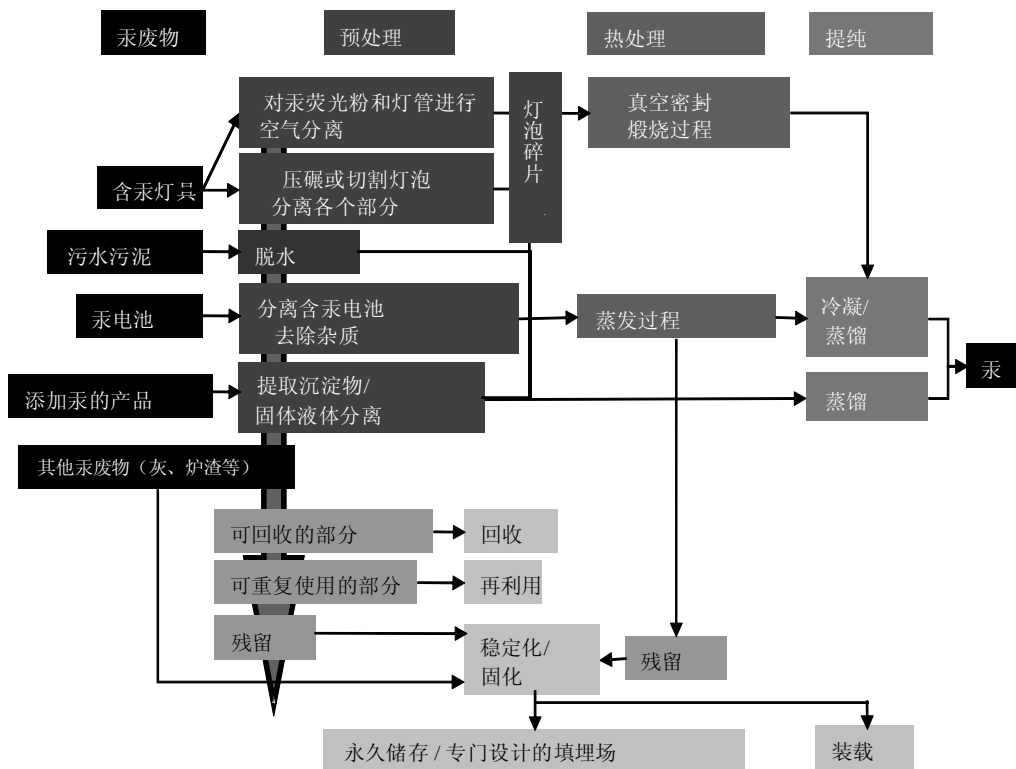 汞废物
预处理
热处理
提纯
对汞荧光粉和灯管进行
空气分离
灯泡碎片
真空密封
煅烧过程
含汞灯具
压碾或切割灯泡
分离各个部分
污水污泥
脱水
汞电池
分离含汞电池
去除杂质
蒸发过程
冷凝/
蒸馏
汞
添加汞的产品
提取沉淀物/
固体液体分离
蒸馏
其他汞废物（灰、炉渣等）
可回收的部分
回收
可重复使用的部分
再利用
残留
稳定化/
固化
残留
永久储存 / 专门设计的填埋场
装载